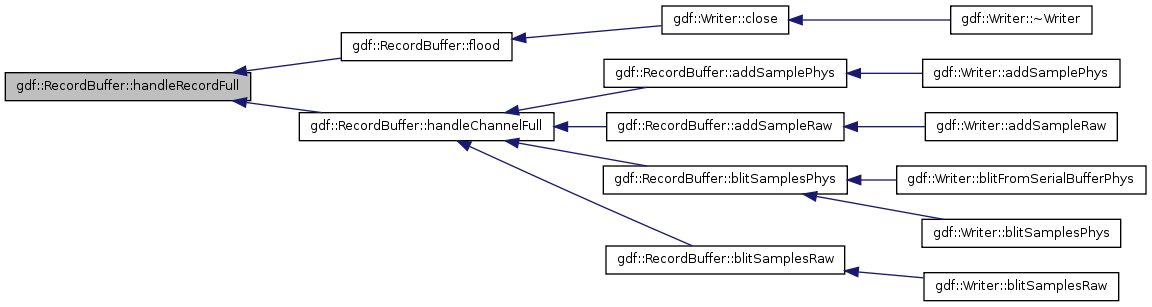 gdf::RecordBuffer::handleRecordFull
gdf::RecordBuffer::flood
gdf::Writer::close
gdf::Writer::~Writer
gdf::RecordBuffer::handleChannelFull
gdf::RecordBuffer::addSamplePhys
gdf::Writer::addSamplePhys
gdf::RecordBuffer::addSampleRaw
gdf::Writer::addSampleRaw
gdf::RecordBuffer::blitSamplesPhys
gdf::Writer::blitFromSerialBufferPhys
gdf::Writer::blitSamplesPhys
gdf::RecordBuffer::blitSamplesRaw
gdf::Writer::blitSamplesRaw